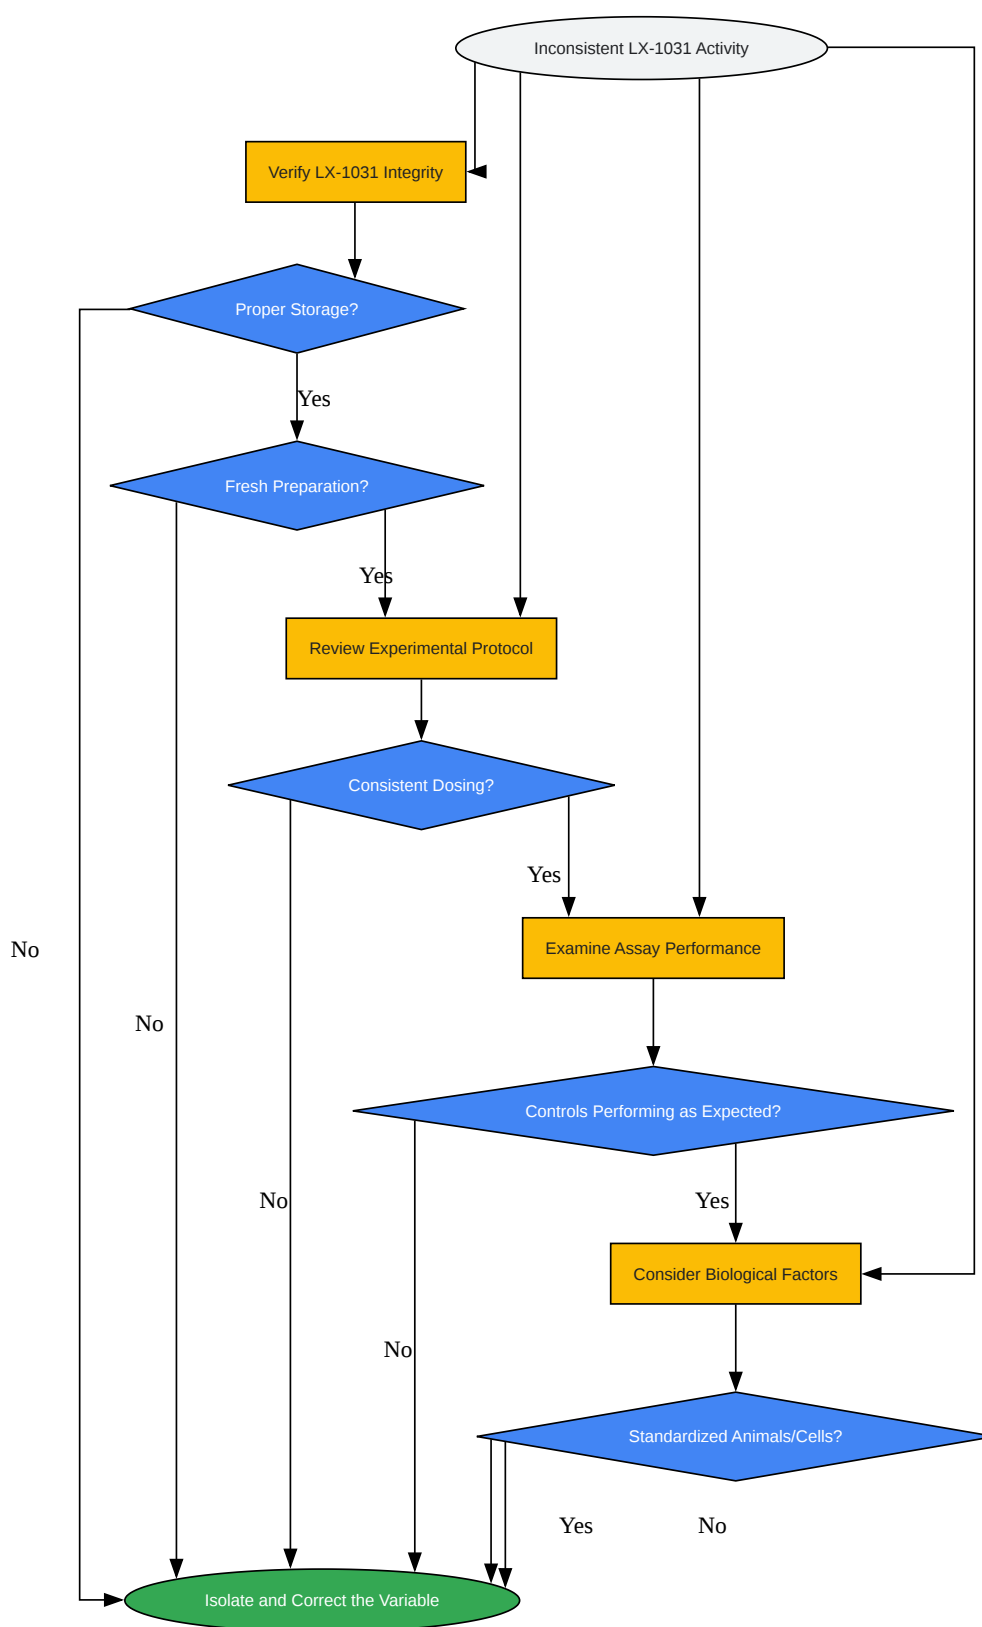 Inconsistent LX-1031 Activity
Verify LX-1031 Integrity
Proper Storage?
Yes
Fresh Preparation?
Yes
Review Experimental Protocol
Consistent Dosing?
Yes
Examine Assay Performance
No
No
Controls Performing as Expected?
No
Yes
Consider Biological Factors
No
Standardized Animals/Cells?
Yes
No
Isolate and Correct the Variable